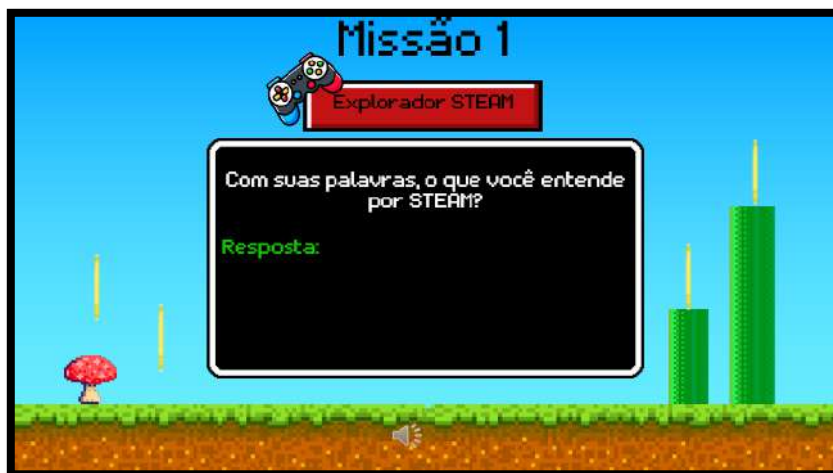 Missão 1
Explorador STEAM
Com suas palavras, o que você entende
por STEAM?
Resposta: